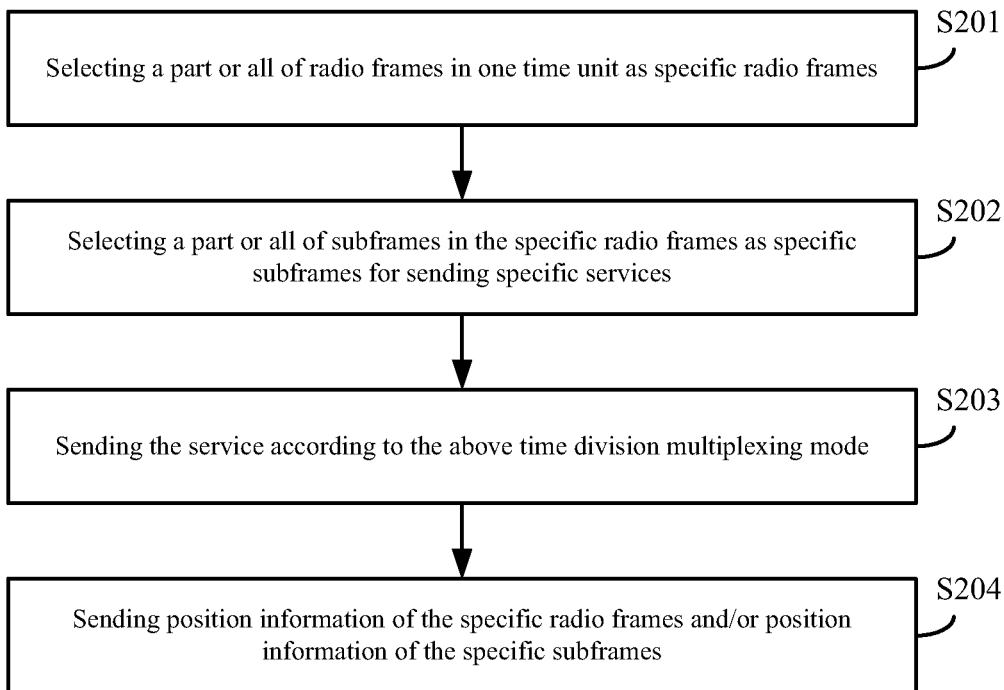 S201
Selecting a part or all of radio frames in one time unit as specific radio frames
S202
Selecting a part or all of subframes in the specific radio frames as specific
subframes for sending specific services
S203
Sending the service according to the above time division multiplexing mode
S204
Sending position information of the specific radio frames and/or position
information of the specific subframes